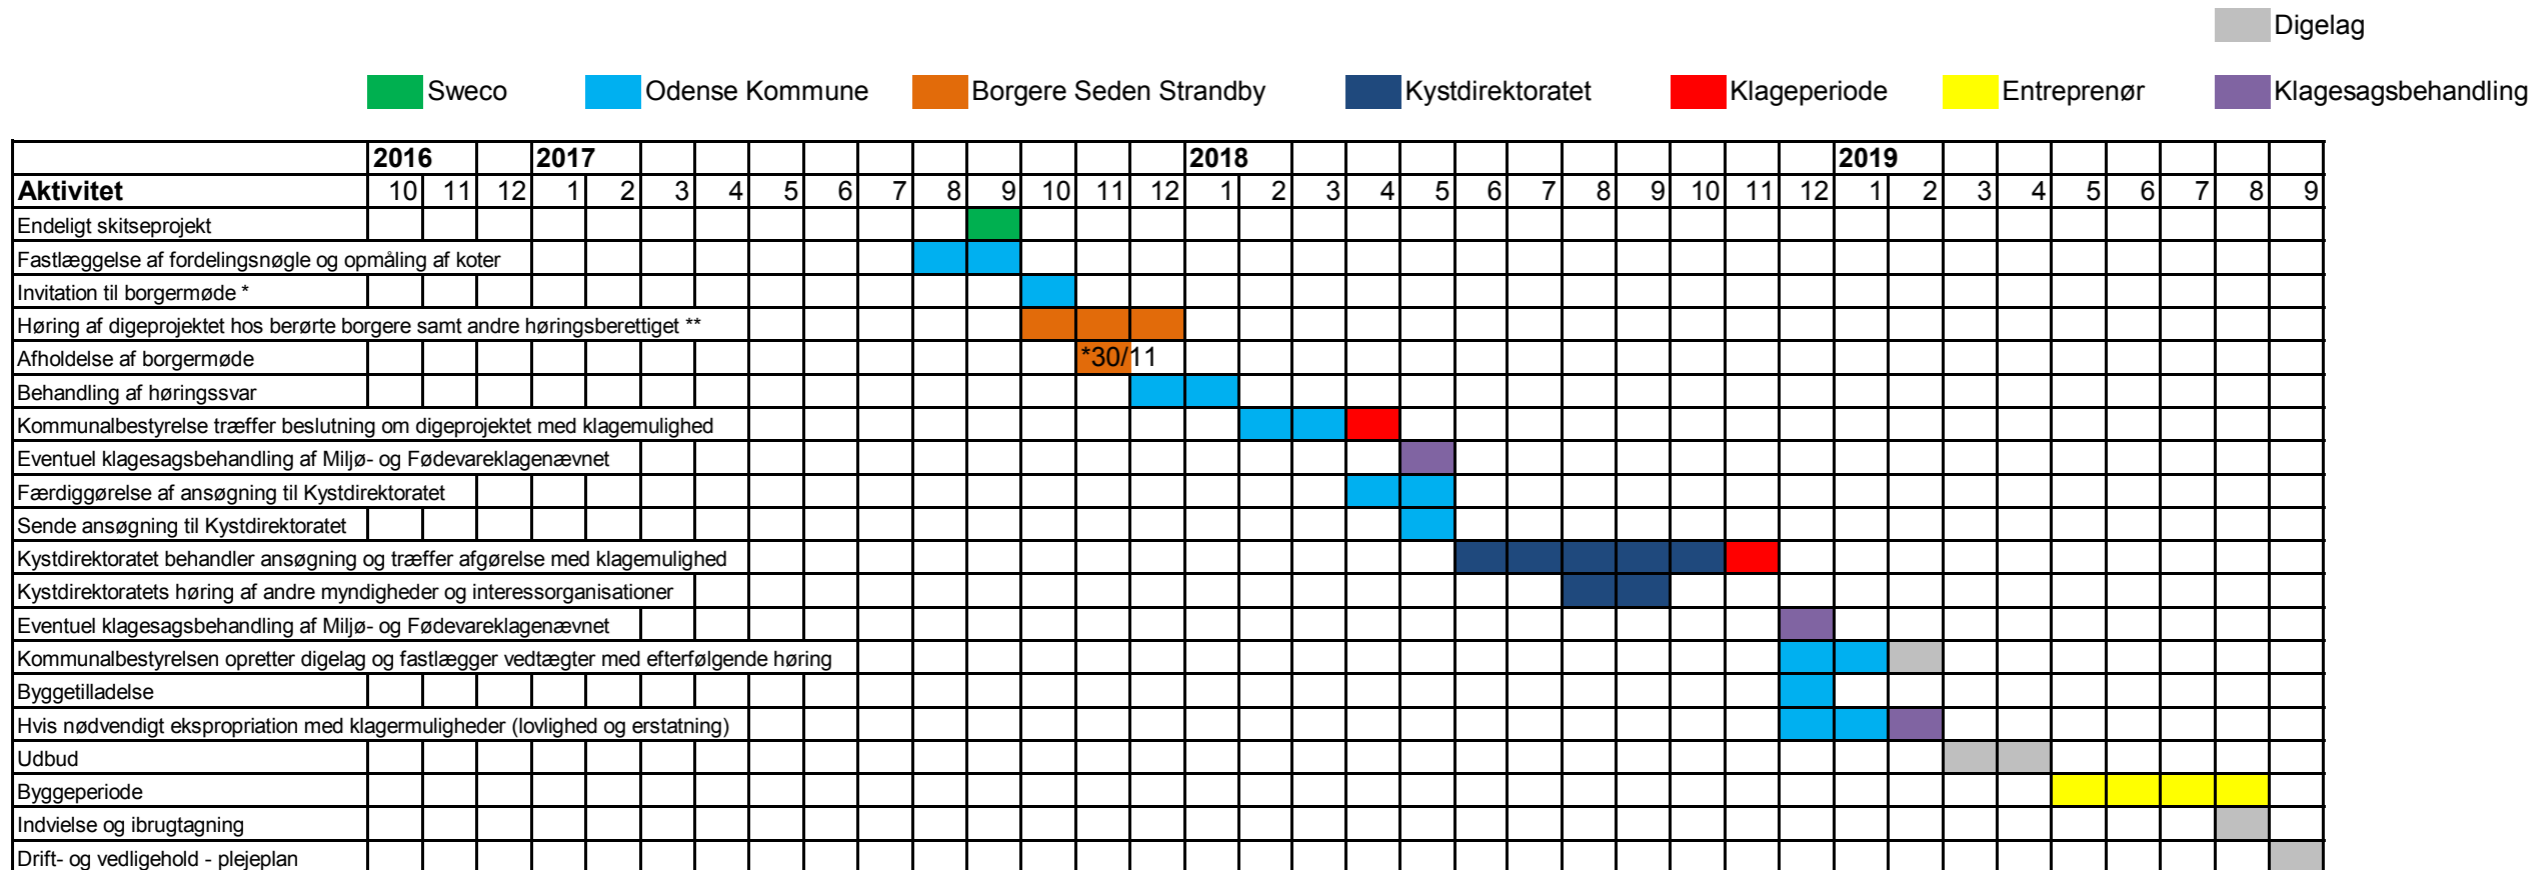 Digelag
Sweco Odense Kommune Borgere Seden Strandby Kystdirektoratet Klageperiode Entreprenør Klagesagsbehandling
2016 2017 2018 2019
Aktivitet 10 11 12 1 2 3 4 5 6 7 8 9 10 11 12 1 2 3 4 5 6 7 8 9 10 11 12 1 2 3 4 5 6 7 8 9
Endeligt skitseprojekt
Fastlæggelse af fordelingsnøgle og opmåling af koter
Invitation til borgermøde *
Høring af digeprojektet hos berørte borgere samt andre høringsberettiget **
Afholdelse af borgermøde *30/11
Behandling af høringssvar
Kommunalbestyrelse træffer beslutning om digeprojektet med klagemulighed
Eventuel klagesagsbehandling af Miljø- og Fødevareklagenævnet
Færdiggørelse af ansøgning til Kystdirektoratet
Sende ansøgning til Kystdirektoratet
Kystdirektoratet behandler ansøgning og træffer afgørelse med klagemulighed
Kystdirektoratets høring af andre myndigheder og interessorganisationer
Eventuel klagesagsbehandling af Miljø- og Fødevareklagenævnet
Kommunalbestyrelsen opretter digelag og fastlægger vedtægter med efterfølgende høring
Byggetilladelse
Hvis nødvendigt ekspropriation med klagermuligheder (lovlighed og erstatning)
Udbud
Byggeperiode
Indvielse og ibrugtagning
Drift- og vedligehold - plejeplan